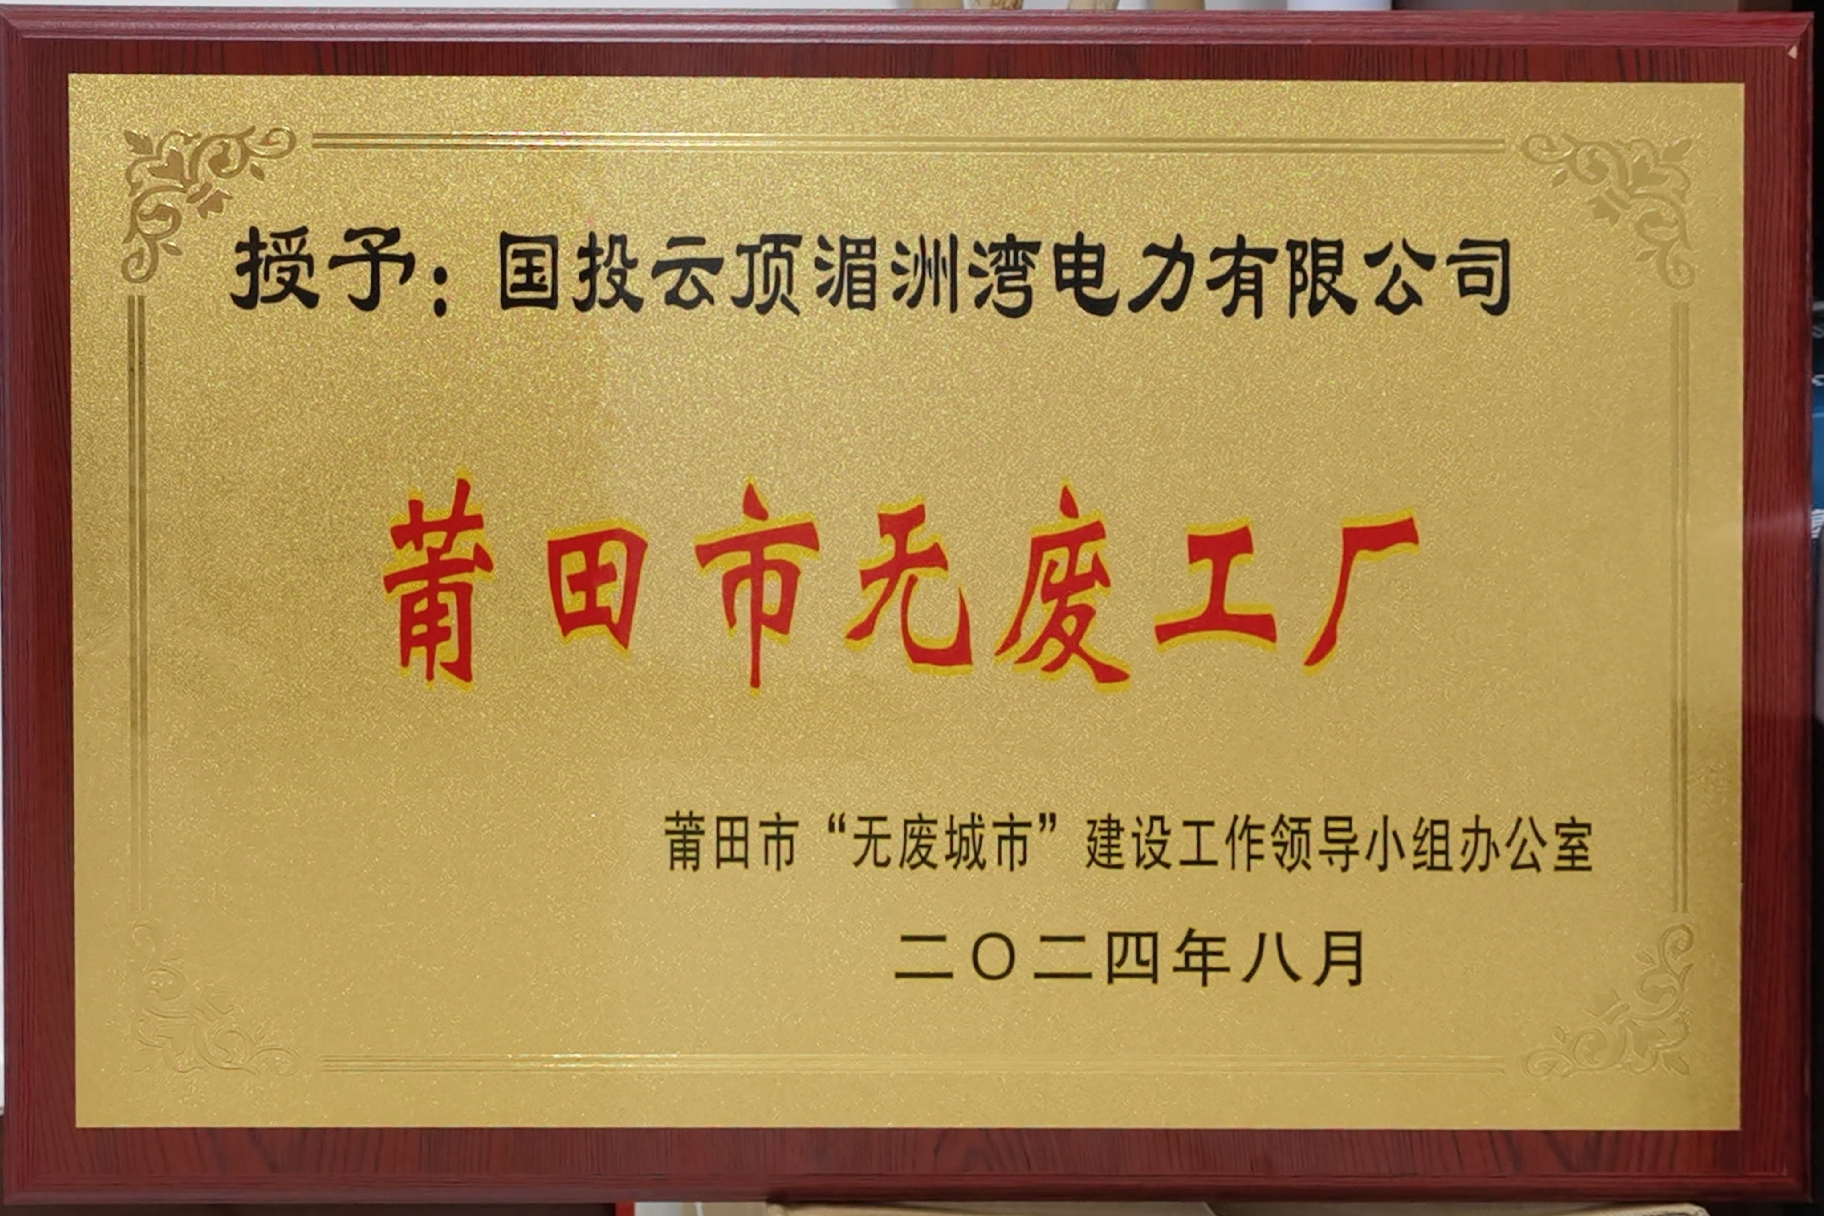 授予：国投云顶湄洲湾电力有限公司
莆田市无废工厂
莆田市“无废城市”建设工作领导小组办公室
二〇二四年八月